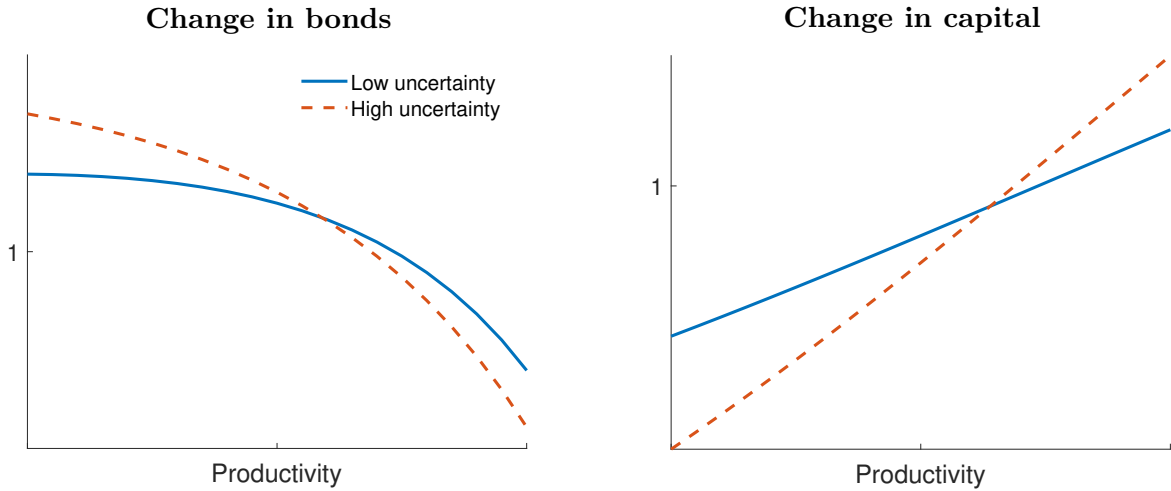 Change in bonds
Low uncertainty
High uncertainty
1
Productivity
Change in capital
1
Productivity